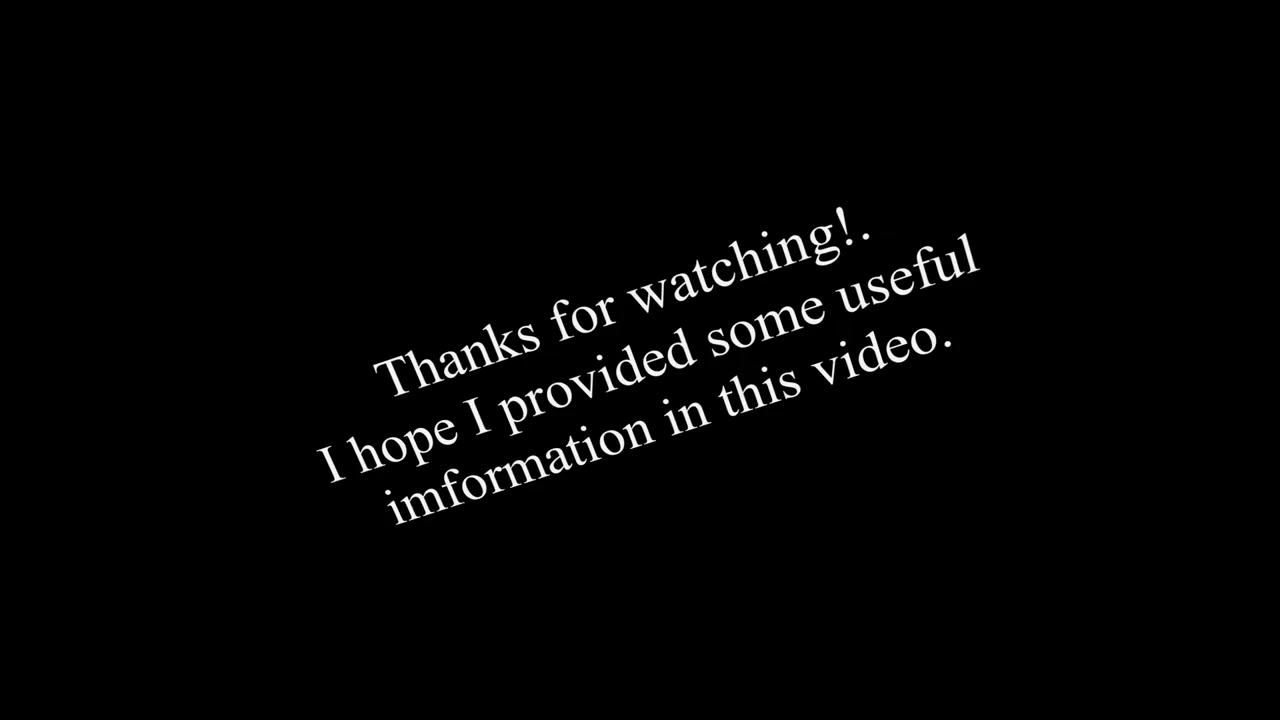 Thanks for watching!.
I hope I provided some useful
imformation in this video.